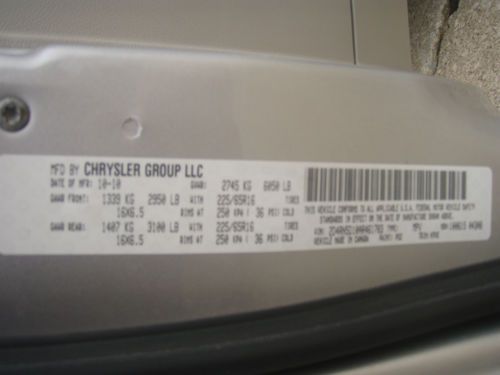 MFD BY CHRYSLER GROUP LLC
DATE OF MFR: 10-10 GVWR: 2745 KG 6050 LB
GAWR FRONT: 1339 KG 2950 LB WITH 225/65R16 TIRES
16X6.5 RIMS AT 250 KPA ( 36 PSI) COLD
GAWR REAR: 1407 KG 3100 LB WITH 225/65R16 TIRES
16X6.5 RIMS AT 250 KPA ( 36 PSI) COLD
THIS VEHICLE CONFORMS TO ALL APPLICABLE U.S.A. FEDERAL MOTOR VEHICLE SAFETY
STANDARDS IN EFFECT ON THE DATE OF MANUFACTURE SHOWN ABOVE.
VIN: TYPE: MPV
MADE IN CANADA PAINT: